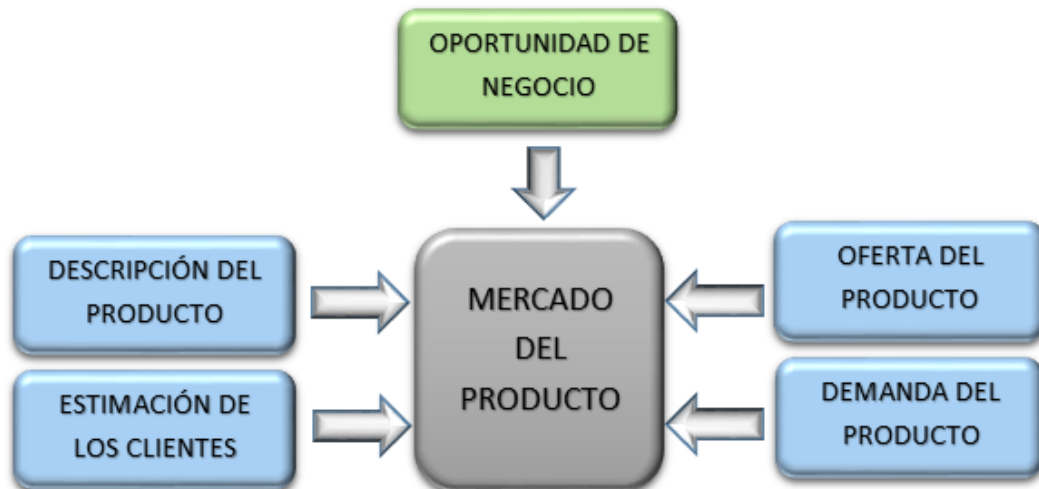 OPORTUNIDAD DE
NEGOCIO
DESCRIPCIÓN DEL
PRODUCTO
ESTIMACIÓN DE
LOS CLIENTES
MERCADO
DEL
PRODUCTO
OFERTA DEL
PRODUCTO
DEMANDA DEL
PRODUCTO